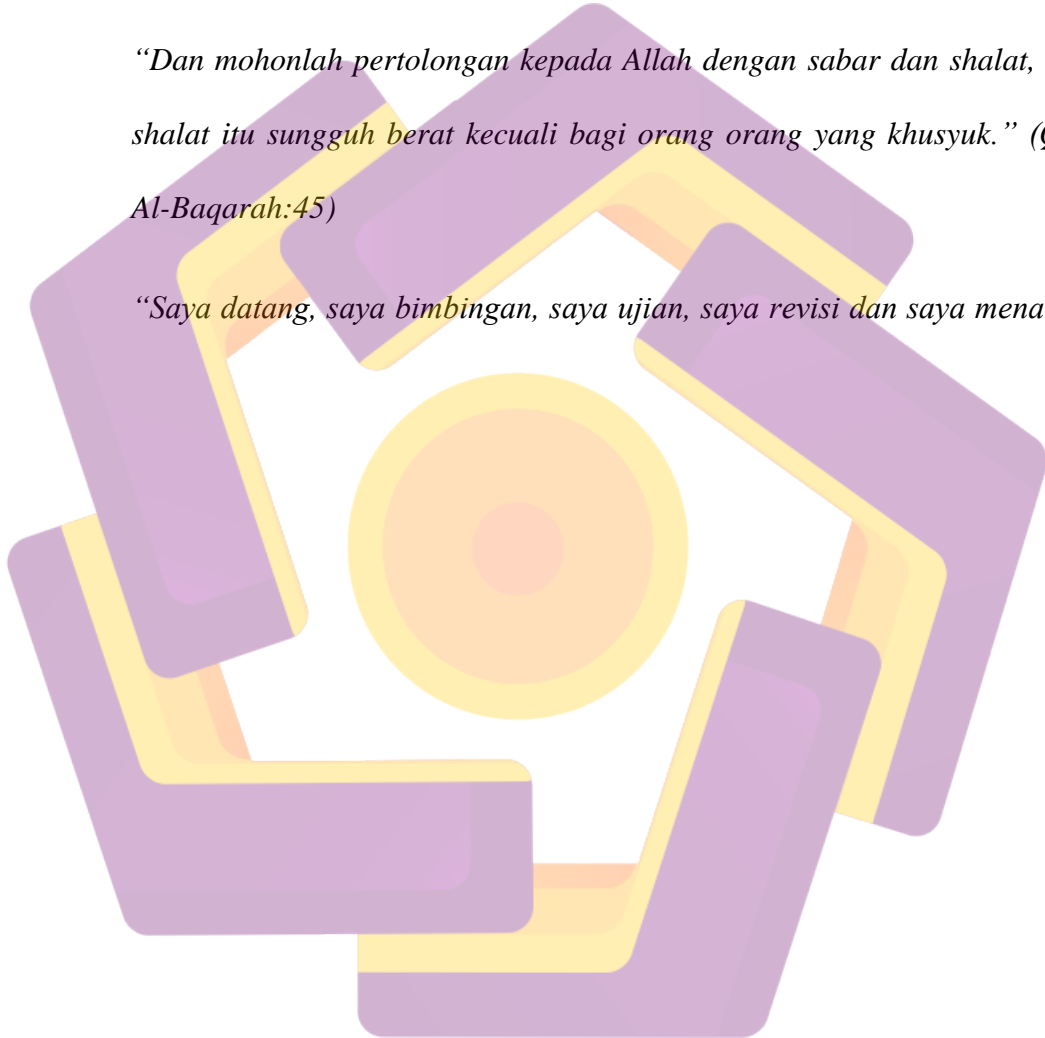 “Dan mohonlah pertolongan kepada Allah dengan sabar dan shalat,
shalat itu sungguh berat kecuali bagi orang orang yang khusyuk.” (
Al-Baqarah:45)
“Saya datang, saya bimbingan, saya ujian, saya revisi dan saya